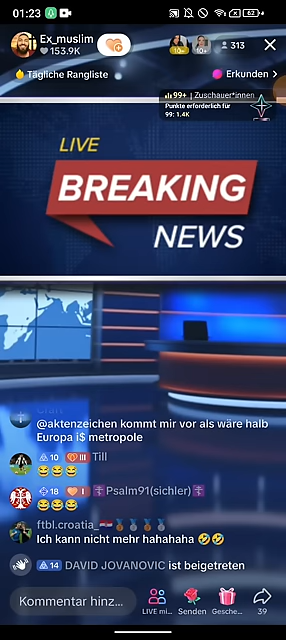 01:23
62
Ex_muslim
153.9K
10+
10+
313
Tägliche Rangliste
Erkunden >
99+ | Zuschauer*innen
Punkte erforderlich für
99: 1.4K
LIVE
BREAKING
NEWS
@aktenzeichen kommt mir vor als wäre halb
Europa i$ metropole
10 III Till
😂😂😂
18 I ☦Psalm91(sichler)☦
😂😂😂
ftbl.croatia_🇭🇷🏅🏅🏅🏅
Ich kann nicht mehr hahahaha 🤣🤣
14 DAVID JOVANOVIC ist beigetreten
Kommentar hinz...
LIVE mi...
Senden
Gesche...
39